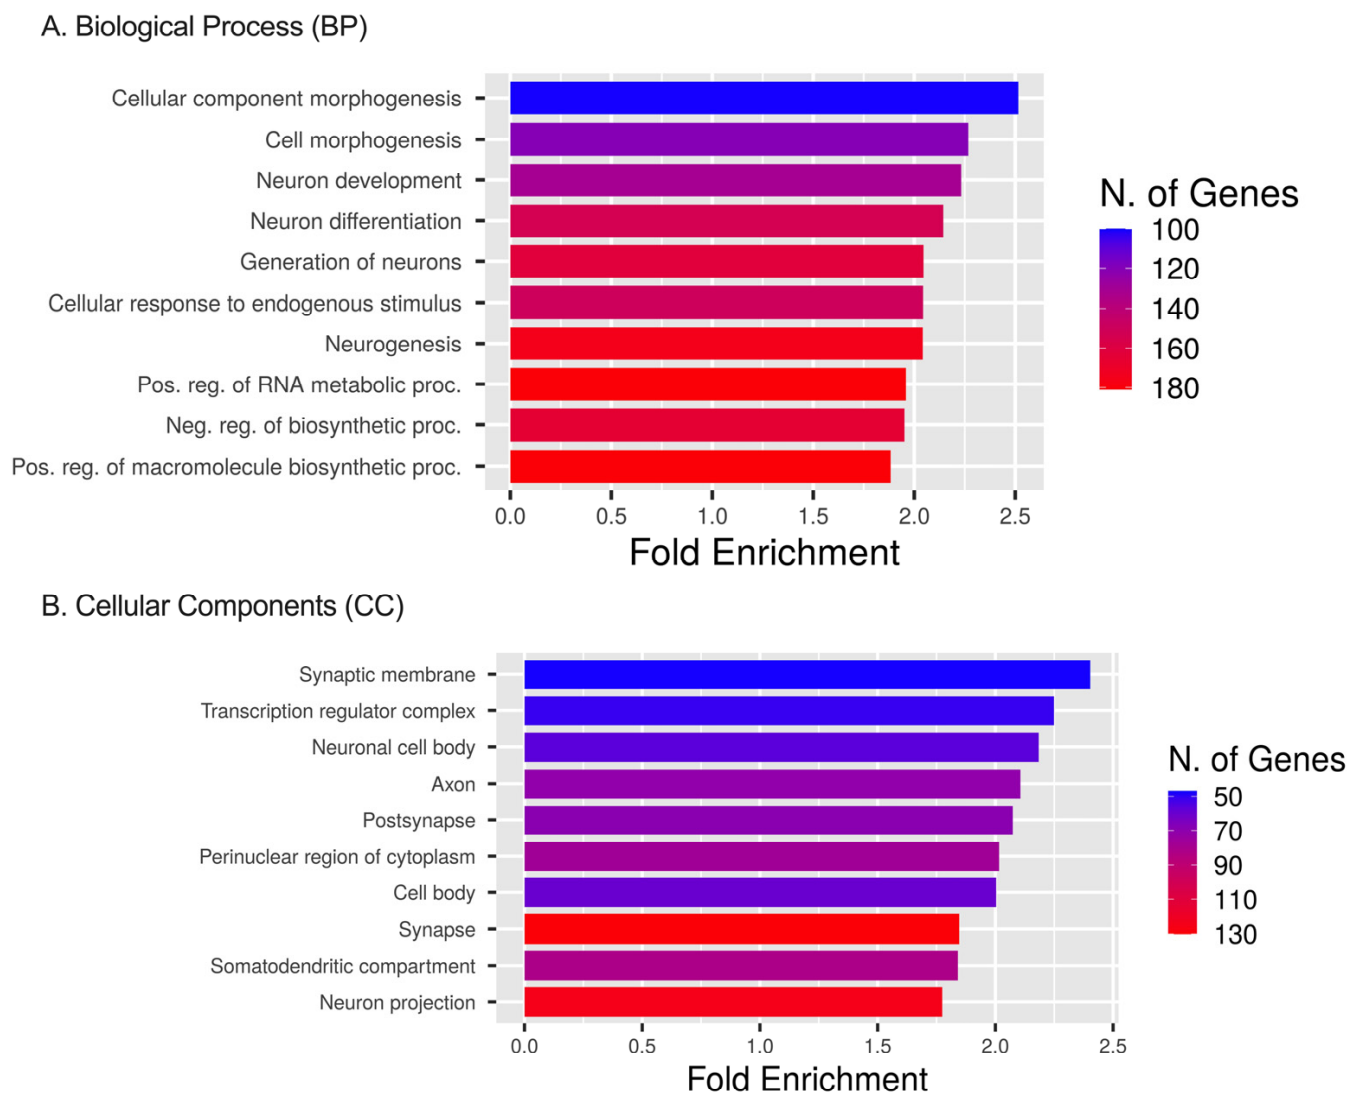 A. Biological Process (BP)
Cellular component morphogenesis
Cell morphogenesis
Neuron development
Neuron differentiation
Generation of neurons
Cellular response to endogenous stimulus
Neurogenesis
Pos. reg. of RNA metabolic proc.
Neg. reg. of biosynthetic proc.
Pos. reg. of macromolecule biosynthetic proc.
0.0 0.5 1.0 1.5 2.0 2.5
Fold Enrichment
N. of Genes
100
120
140
160
180
B. Cellular Components (CC)
Synaptic membrane
Transcription regulator complex
Neuronal cell body
Axon
Postsynapse
Perinuclear region of cytoplasm
Cell body
Synapse
Somatodendritic compartment
Neuron projection
0.0 0.5 1.0 1.5 2.0 2.5
Fold Enrichment
N. of Genes
50
70
90
110
130